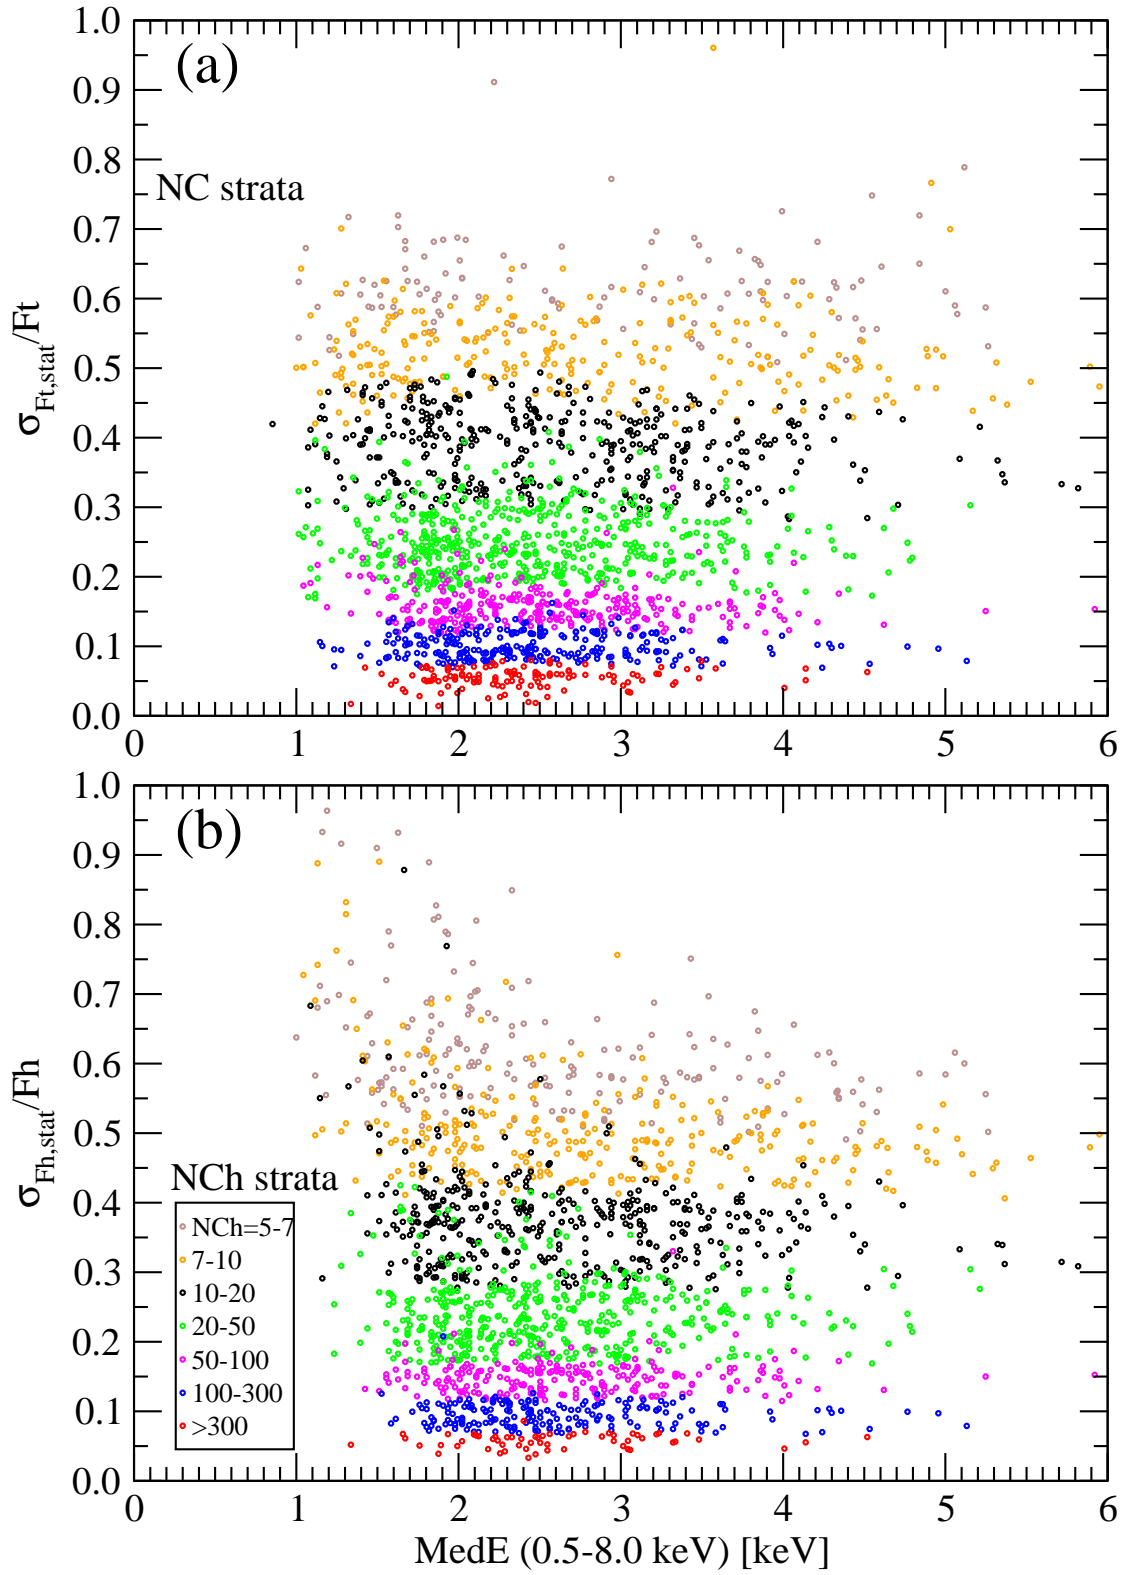 1.0
(a)
0.9
0.8
NC strata
0.7
0.6
0.5
0.4
0.3
0.2
0.1
0.0
σFt,stat/Ft
0 1 2 3 4 5 6
1.0
(b)
0.9
0.8
0.7
0.6
0.5
0.4
0.3
0.2
0.1
0.0
σFh,stat/Fh
NCh strata
NCh=5-7
7-10
10-20
20-50
50-100
100-300
>300
0 1 2 3 4 5 6
MedE (0.5-8.0 keV) [keV]